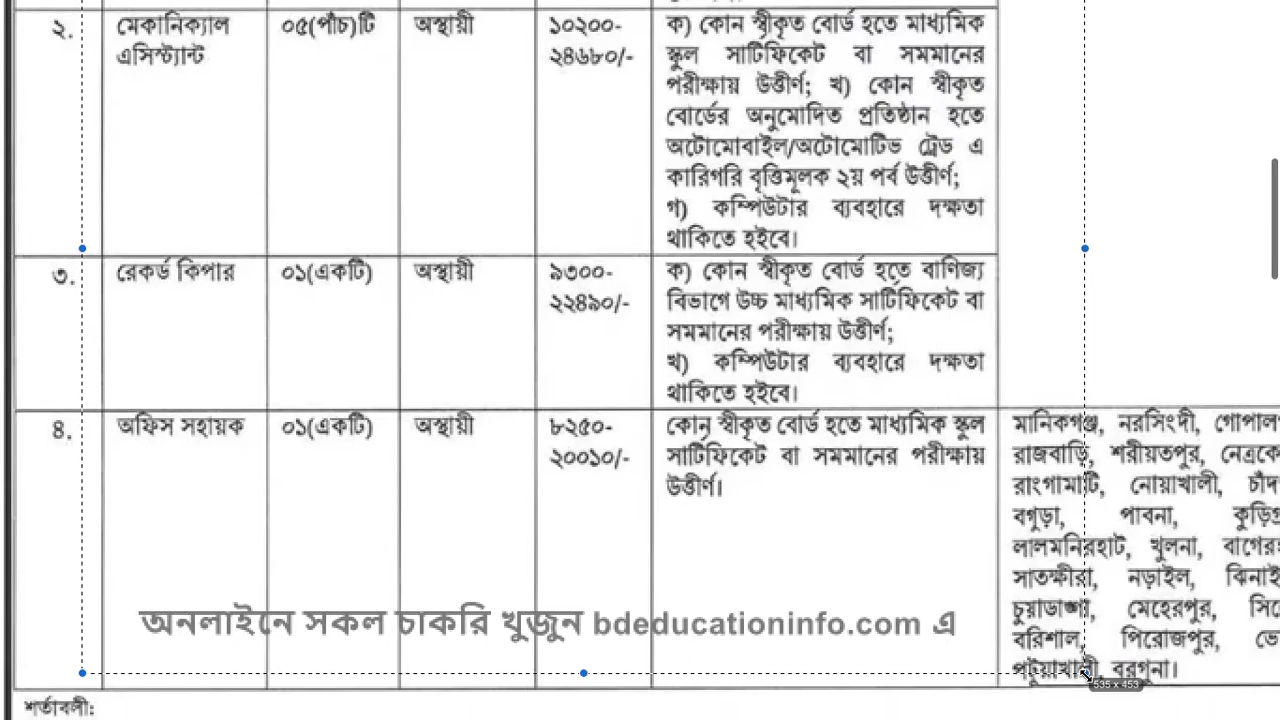 ২. মেকানিক্যাল ০৫(পাঁচ)টি অস্থায়ী ১০২০০- ক) কোন স্বীকৃত বোর্ড হতে মাধ্যমিক
এসিস্ট্যান্ট ২৪৬৮০/- স্কুল সার্টিফিকেট বা সমমানের
পরীক্ষায় উত্তীর্ণ; খ) কোন স্বীকৃত
বোর্ডের অনুমোদিত প্রতিষ্ঠান হতে
অটোমোবাইল/অটোমোটিভ ট্রেড এ
কারিগরি বৃত্তিমূলক ২য় পর্ব উত্তীর্ণ;
গ) কম্পিউটার ব্যবহারে দক্ষতা
থাকিতে হইবে।
৩. রেকর্ড কিপার ০১(একটি) অস্থায়ী ৯৩০০- ক) কোন স্বীকৃত বোর্ড হতে বাণিজ্য
২২৪৯০/- বিভাগে উচ্চ মাধ্যমিক সার্টিফিকেট বা
সমমানের পরীক্ষায় উত্তীর্ণ;
খ) কম্পিউটার ব্যবহারে দক্ষতা
থাকিতে হইবে।
৪. অফিস সহায়ক ০১(একটি) অস্থায়ী ৮২৫০- কোন স্বীকৃত বোর্ড হতে মাধ্যমিক স্কুল মানিকগঞ্জ, নরসিংদী, গোপাল
২০০১০/- সার্টিফিকেট বা সমমানের পরীক্ষায় রাজবাড়ি, শরীয়তপুর, নেত্রকো
উত্তীর্ণ। রাংগামাটি, নোয়াখালী, চাঁদ
বগুড়া, পাবনা, কুড়িগ্র
লালমনিরহাট, খুলনা, বাগের
সাতক্ষীরা, নড়াইল, ঝিনাই
চুয়াডাঙ্গা, মেহেরপুর, সি
বরিশাল, পিরোজপুর, ভো
পটুয়াখালী, বরগুনা।
অনলাইনে সকল চাকরি খুজুন bdeducationinfo.com এ
535 x 453
শর্তাবলী: